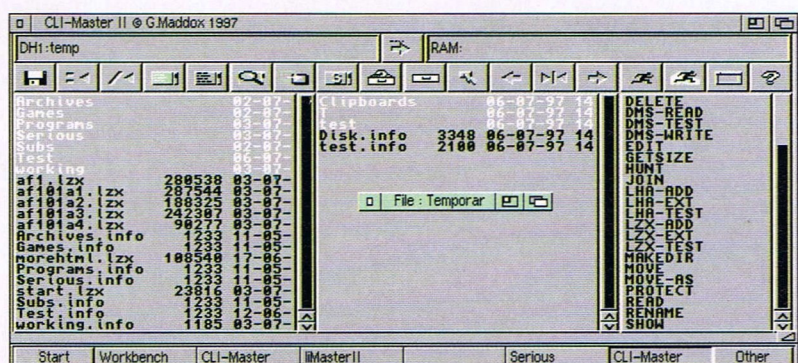 CLI-Master II © G.Maddox 1997
DH1:temp
RAM:
Archives 02-07-
Games 02-07-
Programs 03-07-
Serious 03-07-
Subs 02-07-
Test 06-07-
working 03-07-
af1.lzx 280538 03-07-
af101a1.lzx 287544 03-07-
af101a2.lzx 188325 03-07-
af101a3.lzx 242307 03-07-
af101a4.lzx 90277 03-07-
Archives.info 1233 11-05-
Games.info 1233 11-05-
morehtml.lzx 108540 17-06-
Programs.info 1233 11-05-
Serious.info 1233 11-05-
start.lzx 23816 03-07-
Subs.info 1233 11-05-
Test.info 1233 12-06-
working.info 1185 03-07-
Clipboards 06-07-97 14
T 06-07-97 14
test 06-07-97 14
Disk.info 3348 06-07-97 14
test.info 2100 06-07-97 14
File : Temporar
DELETE
DMS-READ
DMS-TEST
DMS-WRITE
EDIT
GETSIZE
HUNT
JOIN
LHA-ADD
LHA-EXT
LHA-TEST
LZX-ADD
LZX-EXT
LZX-TEST
MAKEDIR
MOVE
MOVE-AS
PROTECT
READ
RENAME
SHOW
Start Workbench CLI-Master liMasterII Serious CLI-Master Other